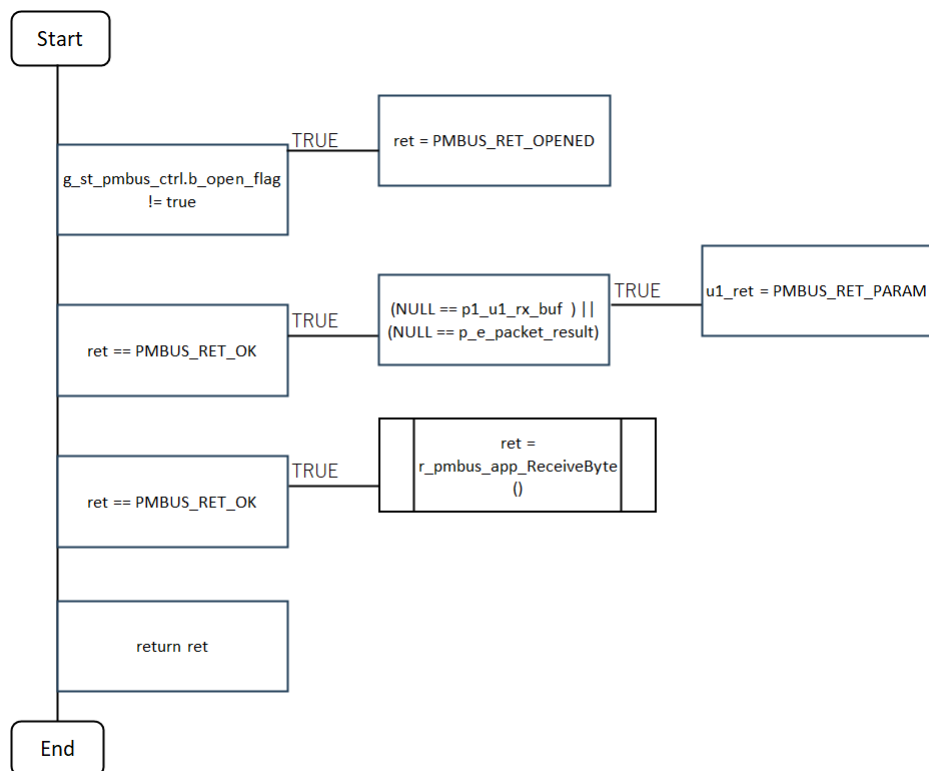 Start
TRUE
ret = PMBUS_RET_OPENED
g_st_pmbus_ctrl.b_open_flag
!= true
TRUE
(NULL == p1_u1_rx_buf ) ||
(NULL == p_e_packet_result)
TRUE
u1_ret = PMBUS_RET_PARAM
ret == PMBUS_RET_OK
TRUE
ret =
r_pmbus_app_ReceiveByte
()
ret == PMBUS_RET_OK
return ret
End